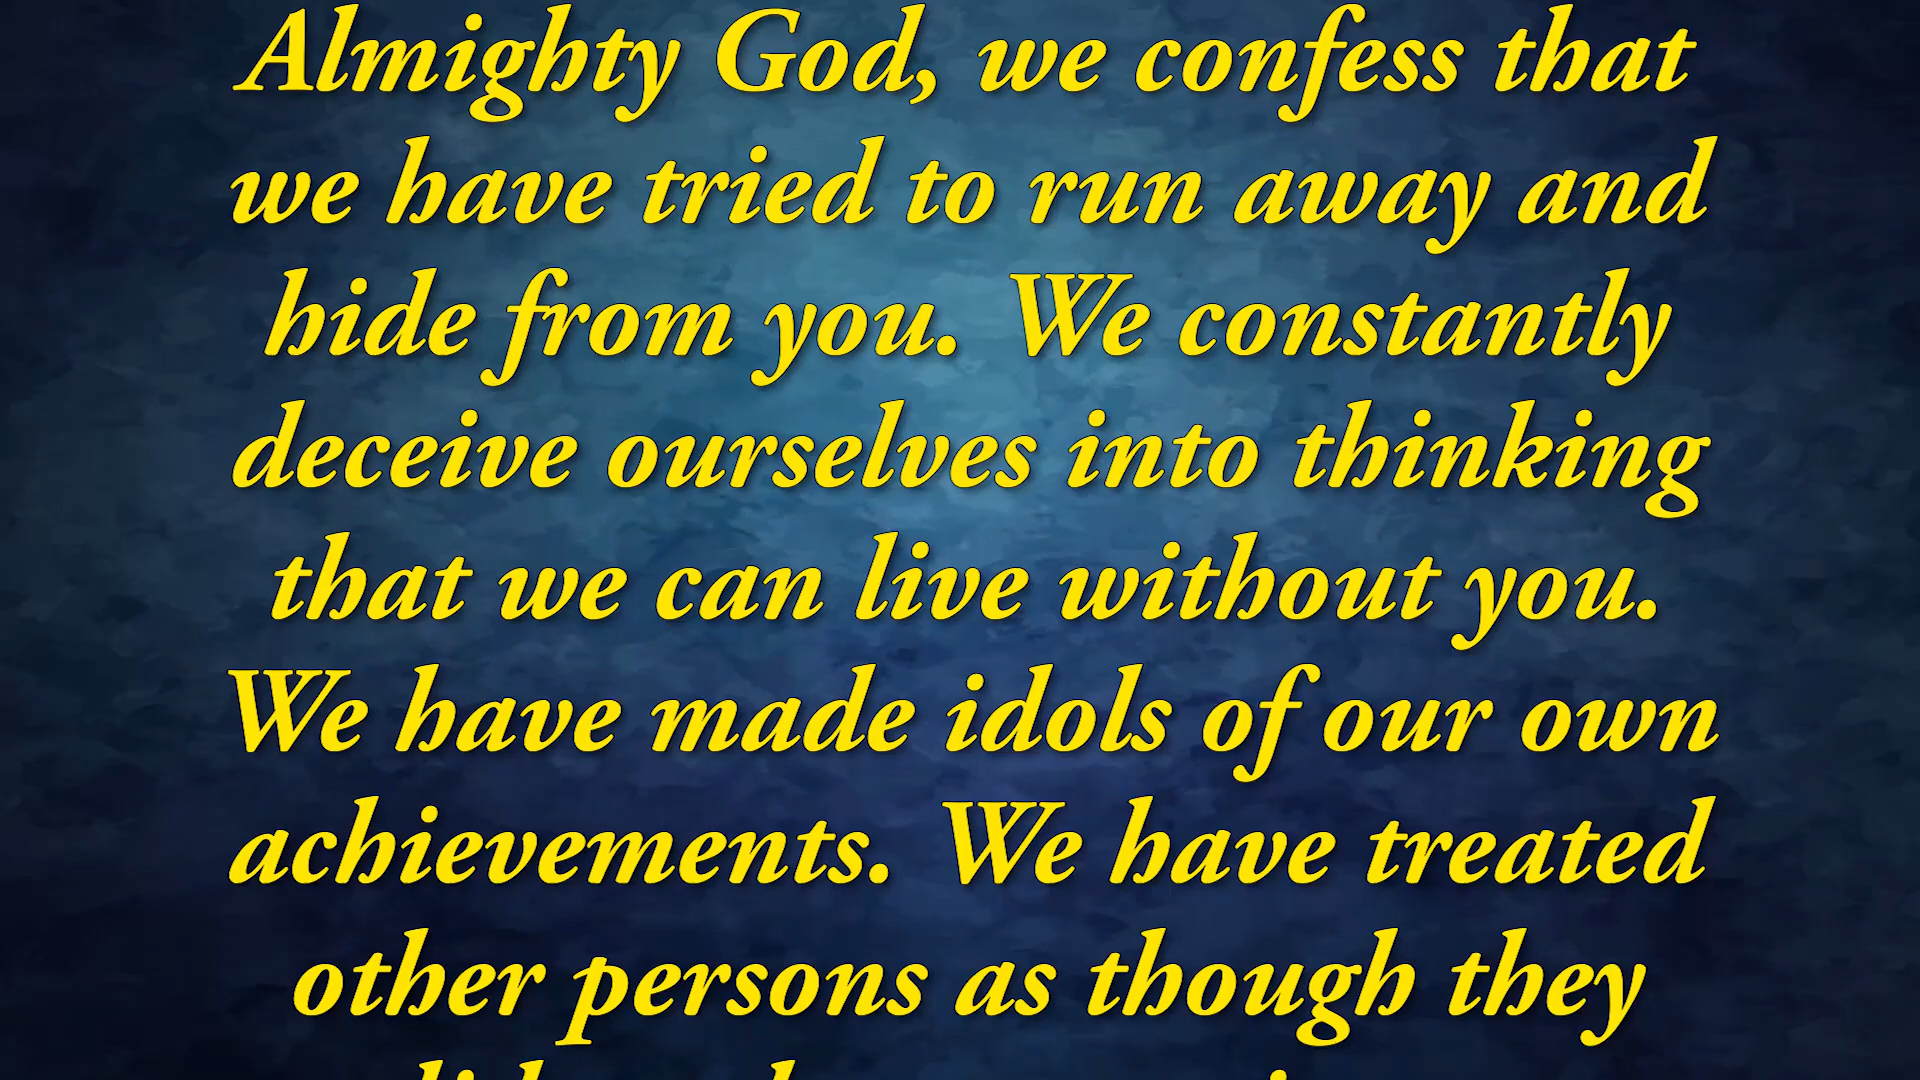 Almighty God, we confess that
we have tried to run away and
hide from you. We constantly
deceive ourselves into thinking
that we can live without you.
We have made idols of our own
achievements. We have treated
other persons as though they